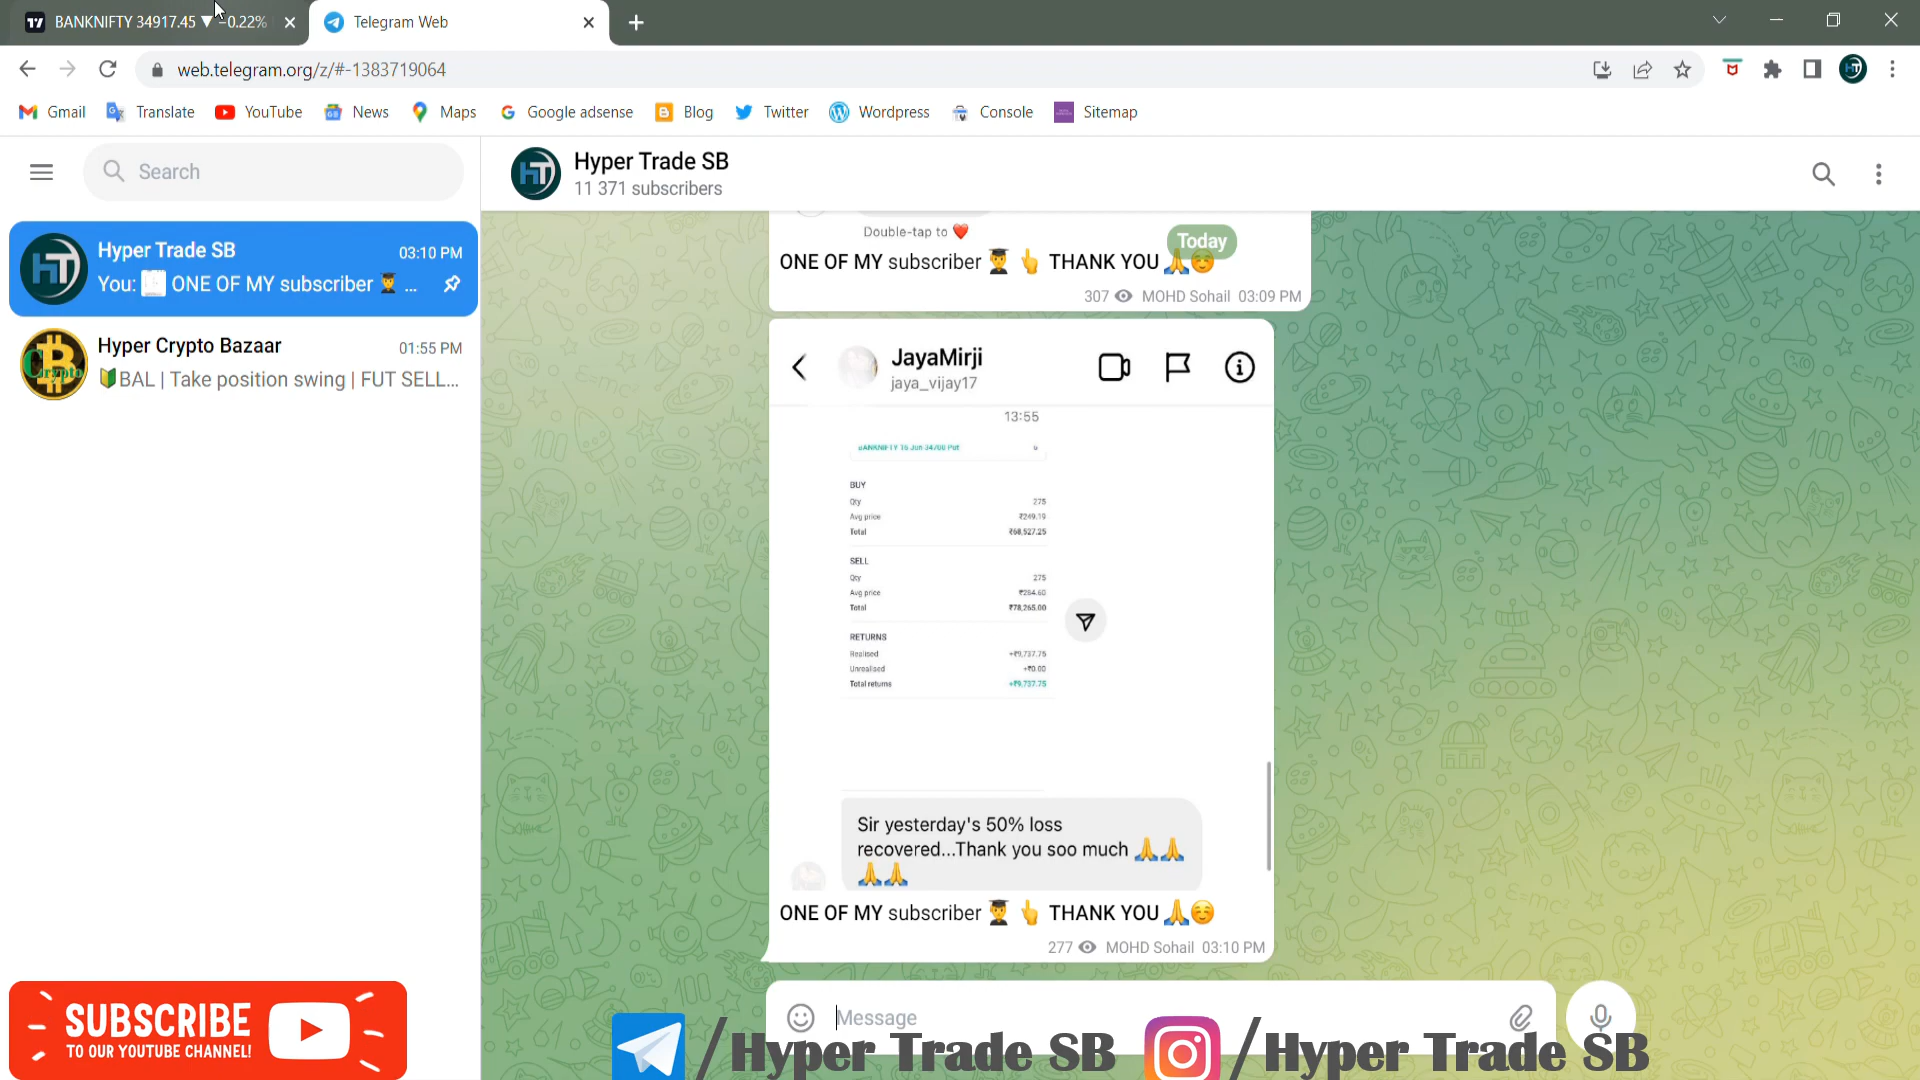 BANKNIFTY 34917.45 ▼ −0.22%
Telegram Web
web.telegram.org/z/#-1383719064
Gmail
Translate
YouTube
News
Maps
Google adsense
Blog
Twitter
Wordpress
Console
Sitemap
Search
Hyper Trade SB
03:10 PM
You: ONE OF MY subscriber 👨‍🎓 ...
Hyper Crypto Bazaar
01:55 PM
🔰BAL | Take position swing | FUT SELL...
Hyper Trade SB
11 371 subscribers
Double-tap to ❤️
Today
ONE OF MY subscriber 👨‍🎓 👆 THANK YOU 🙏☺️
307 MOHD Sohail 03:09 PM
JayaMirji
jaya_vijay17
13:55
BANKNIFTY 16 Jun 34700 Put
BUY
Qty 275
Avg price ₹249.19
Total ₹68,527.25
SELL
Qty 275
Avg price ₹284.60
Total ₹78,265.00
RETURNS
Realised +₹9,737.75
Unrealised +₹0.00
Total returns +₹9,737.75
Sir yesterday's 50% loss
recovered...Thank you soo much 🙏🙏
🙏🙏
ONE OF MY subscriber 👨‍🎓 👆 THANK YOU 🙏☺️
277 MOHD Sohail 03:10 PM
Message
SUBSCRIBE
TO OUR YOUTUBE CHANNEL!
/Hyper Trade SB
/Hyper Trade SB